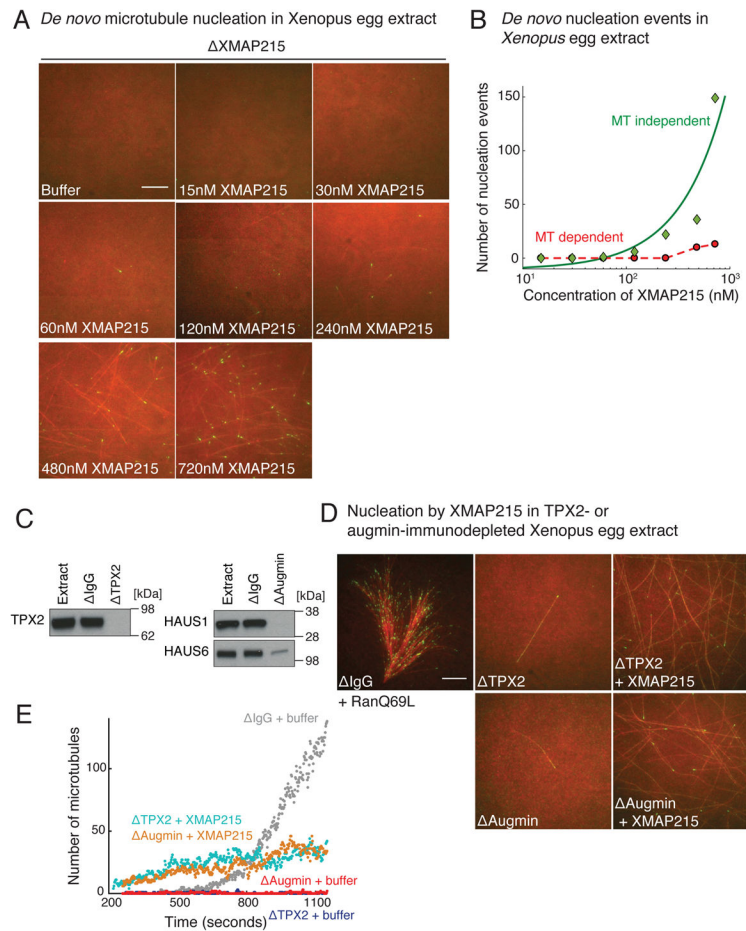 A De novo microtubule nucleation in Xenopus egg extract
ΔXMAP215
Buffer
15nM XMAP215
30nM XMAP215
60nM XMAP215
120nM XMAP215
240nM XMAP215
480nM XMAP215
720nM XMAP215
B De novo nucleation events in
Xenopus egg extract
Number of nucleation events
150
100
50
0
MT independent
MT dependent
10¹ 10² 10³
Concentration of XMAP215 (nM)
C
Extract ΔIgG ΔTPX2 [kDa]
TPX2
98
62
Extract ΔIgG ΔAugmin [kDa]
HAUS1
38
28
HAUS6
98
D Nucleation by XMAP215 in TPX2- or
augmin-immunodepleted Xenopus egg extract
ΔIgG
+ RanQ69L
ΔTPX2
ΔTPX2
+ XMAP215
ΔAugmin
ΔAugmin
+ XMAP215
E
Number of microtubules
100
50
0
ΔIgG + buffer
ΔTPX2 + XMAP215
ΔAugmin + XMAP215
ΔAugmin + buffer
ΔTPX2 + buffer
200 500 800 1100
Time (seconds)